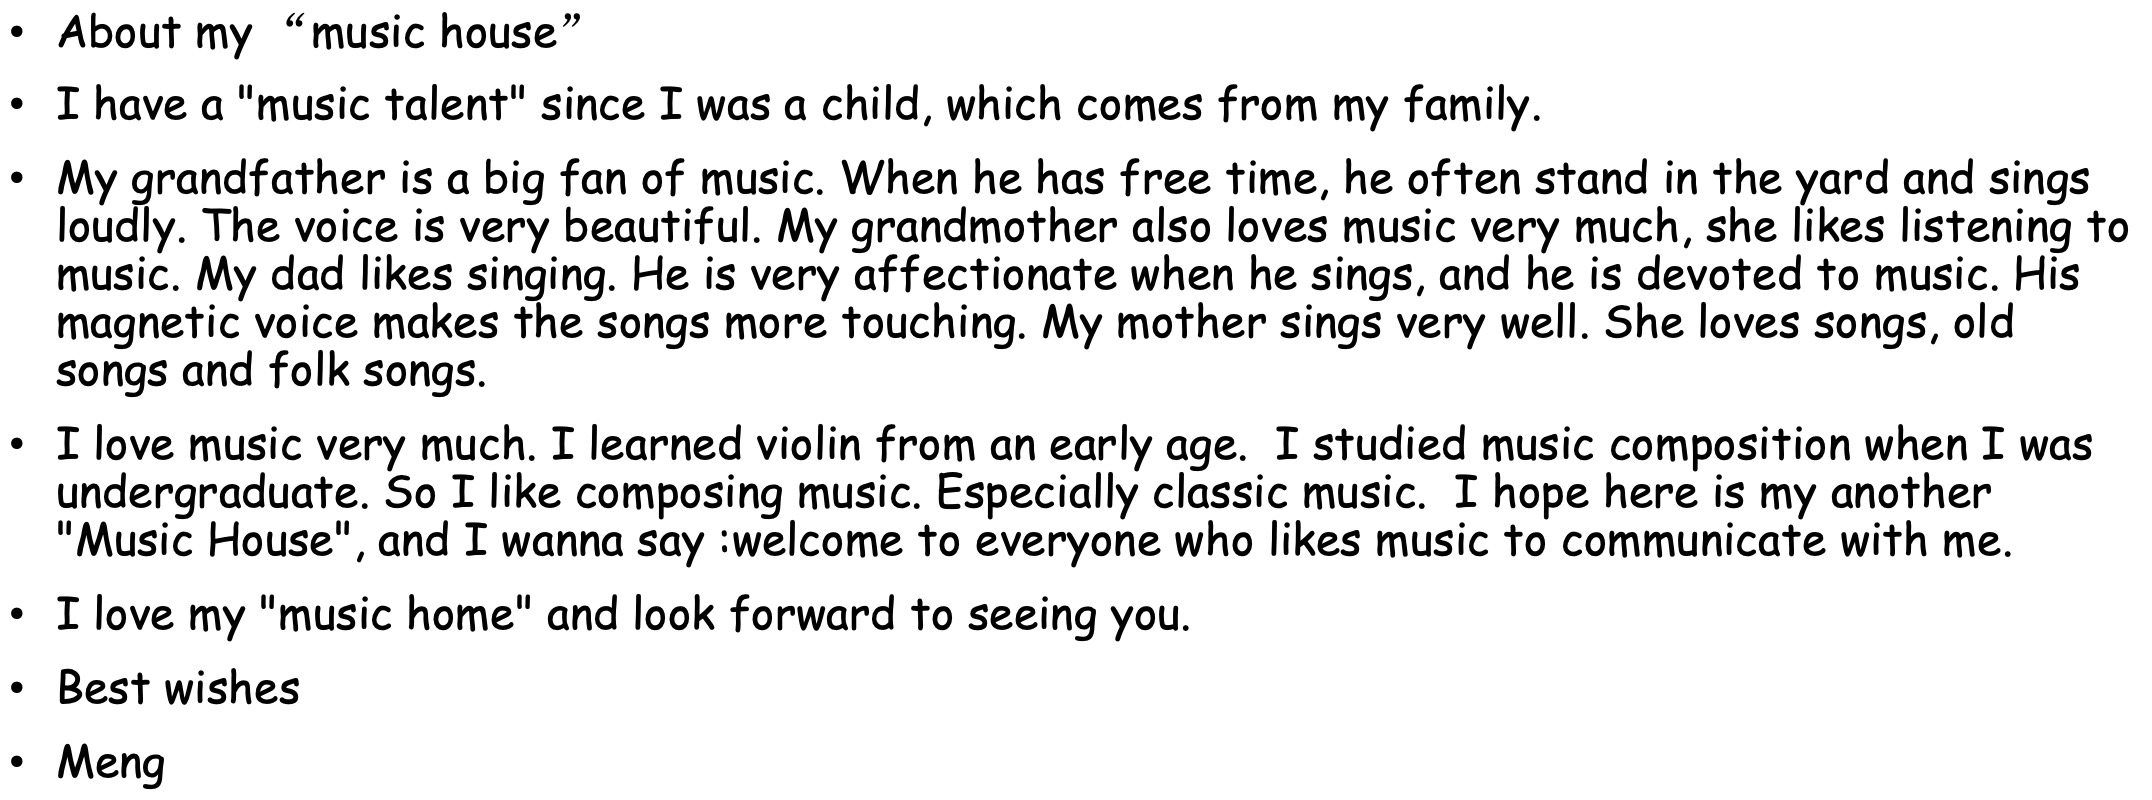 • About my “music house”
• I have a "music talent" since I was a child, which comes from my family.
• My grandfather is a big fan of music. When he has free time, he often stand in the yard and sings
loudly. The voice is very beautiful. My grandmother also loves music very much, she likes listening to
music. My dad likes singing. He is very affectionate when he sings, and he is devoted to music. His
magnetic voice makes the songs more touching. My mother sings very well. She loves songs, old
songs and folk songs.
• I love music very much. I learned violin from an early age.  I studied music composition when I was
undergraduate. So I like composing music. Especially classic music.  I hope here is my another
"Music House", and I wanna say :welcome to everyone who likes music to communicate with me.
• I love my "music home" and look forward to seeing you.
• Best wishes
• Meng